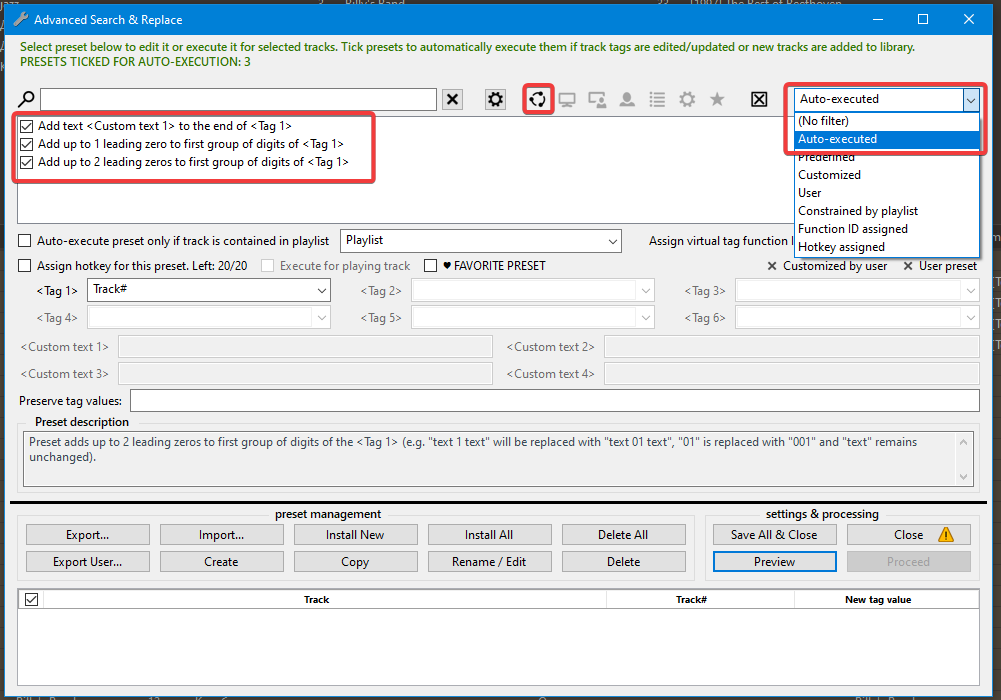 Billy's Band
[1997] The Best of Beethoven
Advanced Search & Replace
Select preset below to edit it or execute it for selected tracks. Tick presets to automatically execute them if track tags are edited/updated or new tracks are added to library.
PRESETS TICKED FOR AUTO-EXECUTION: 3
Auto-executed
(No filter)
Auto-executed
Predefined
Customized
User
Constrained by playlist
Function ID assigned
Hotkey assigned
Add text <Custom text 1> to the end of <Tag 1>
Add up to 1 leading zero to first group of digits of <Tag 1>
Add up to 2 leading zeros to first group of digits of <Tag 1>
Auto-execute preset only if track is contained in playlist
Playlist
Assign virtual tag function
Assign hotkey for this preset. Left: 20/20
Execute for playing track
♥ FAVORITE PRESET
Customized by user
User preset
<Tag 1>
Track#
<Tag 2>
<Tag 3>
<Tag 4>
<Tag 5>
<Tag 6>
<Custom text 1>
<Custom text 2>
<Custom text 3>
<Custom text 4>
Preserve tag values:
Preset description
Preset adds up to 2 leading zeros to first group of digits of the <Tag 1> (e.g. "text 1 text" will be replaced with "text 01 text", "01" is replaced with "001" and "text" remains
unchanged).
preset management
settings & processing
Export...
Import...
Install New
Install All
Delete All
Save All & Close
Close
Export User...
Create
Copy
Rename / Edit
Delete
Preview
Proceed
Track
Track#
New tag value